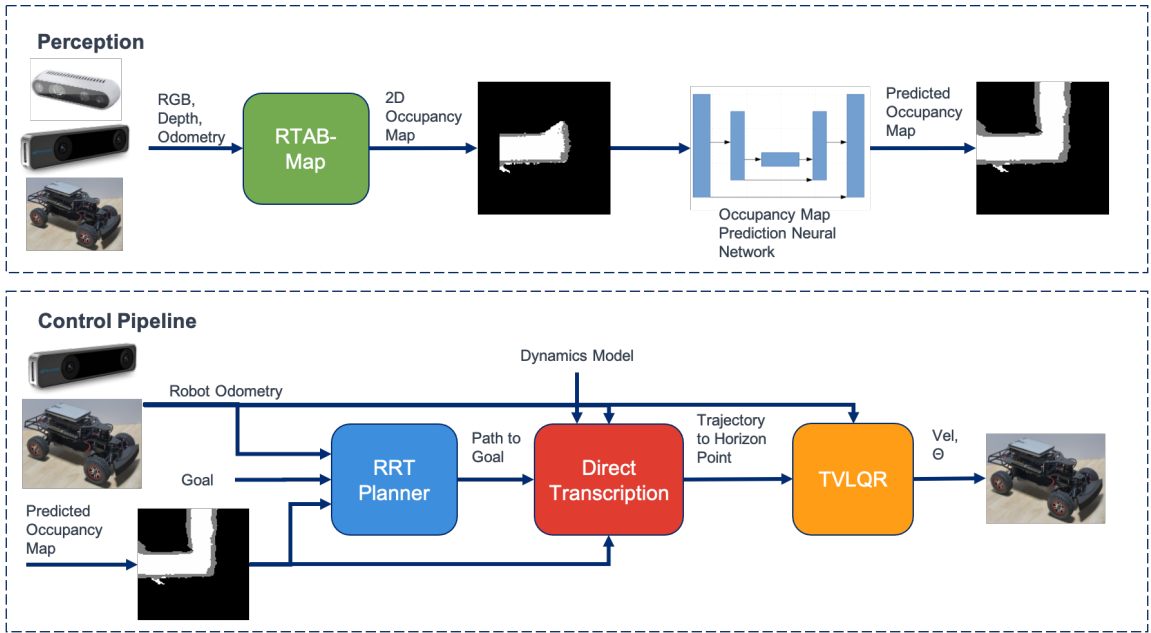 Perception
RGB,
Depth,
Odometry
RTAB-
Map
2D
Occupancy
Map
Occupancy Map
Prediction Neural
Network
Predicted
Occupancy
Map
Control Pipeline
Dynamics Model
Robot Odometry
Goal
Predicted
Occupancy
Map
RRT
Planner
Path to
Goal
Direct
Transcription
Trajectory
to Horizon
Point
TVLQR
Vel,
Θ